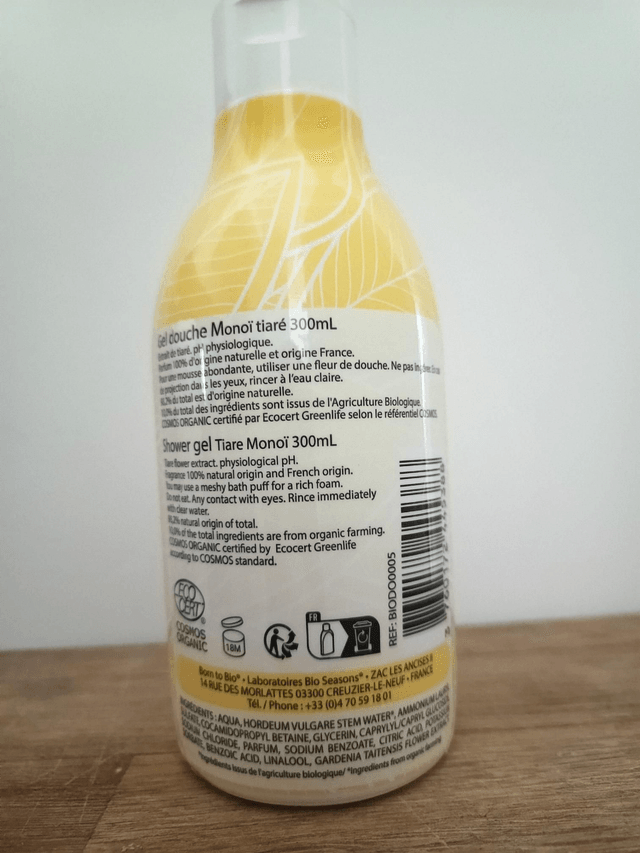 Gel douche Monoï tiaré 300mL
Extrait de tiaré. pH physiologique.
Parfum 100% d'origine naturelle et origine France.
Pour une mousse abondante, utiliser une fleur de douche. Ne pas
projection dans les yeux, rincer à l'eau claire.
du total est d'origine naturelle.
du total des ingrédients sont issus de l'Agriculture Biologique
COSMOS ORGANIC certifié par Ecocert Greenlife selon le référentiel COSMOS
Shower gel Tiare Monoï 300mL
Tiare flower extract. physiological pH.
Fragrance 100% natural origin and French origin.
You may use a meshy bath puff for a rich foam.
Do not eat. Any contact with eyes. Rince immediately
with clear water.
natural origin of total.
of the total ingredients are from organic farming.
COSMOS ORGANIC certified by Ecocert Greenlife
according to COSMOS standard.
REF: BIODO0005
ECO
CERT®
COSMOS
ORGANIC
18M
FR
Born to Bio® • Laboratoires Bio Seasons® • ZAC LES ANCISES II
14 RUE DES MORLATTES 03300 CREUZIER-LE-NEUF • FRANCE
Tél. / Phone : +33 (0)4 70 59 18 01
INGREDIENTS : AQUA, HORDEUM VULGARE STEM WATER*, AMMONIUM LAURYL
SULFATE, COCAMIDOPROPYL BETAINE, GLYCERIN, CAPRYLYL/CAPRYL GLUCOSIDE,
SODIUM CHLORIDE, PARFUM, SODIUM BENZOATE, CITRIC ACID, POTASSIUM
SORBATE, BENZOIC ACID, LINALOOL, GARDENIA TAITENSIS FLOWER EXTRACT
*Ingrédients issus de l'agriculture biologique/ *Ingredients from organic farming